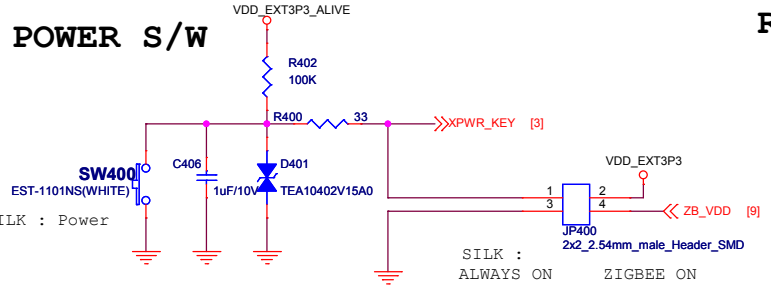 VDD_EXT3P3_ALIVE
POWER S/W
R
R402
100K
R400 33
XPWR_KEY [3]
SW400
EST-1101NS(WHITE)
C406
1uF/10V
D401
TEA10402V15A0
VDD_EXT3P3
1 2
3 4
ZB_VDD [9]
JP400
2x2_2.54mm_male_Header_SMD
ILK : Power
SILK :
ALWAYS ON ZIGBEE ON